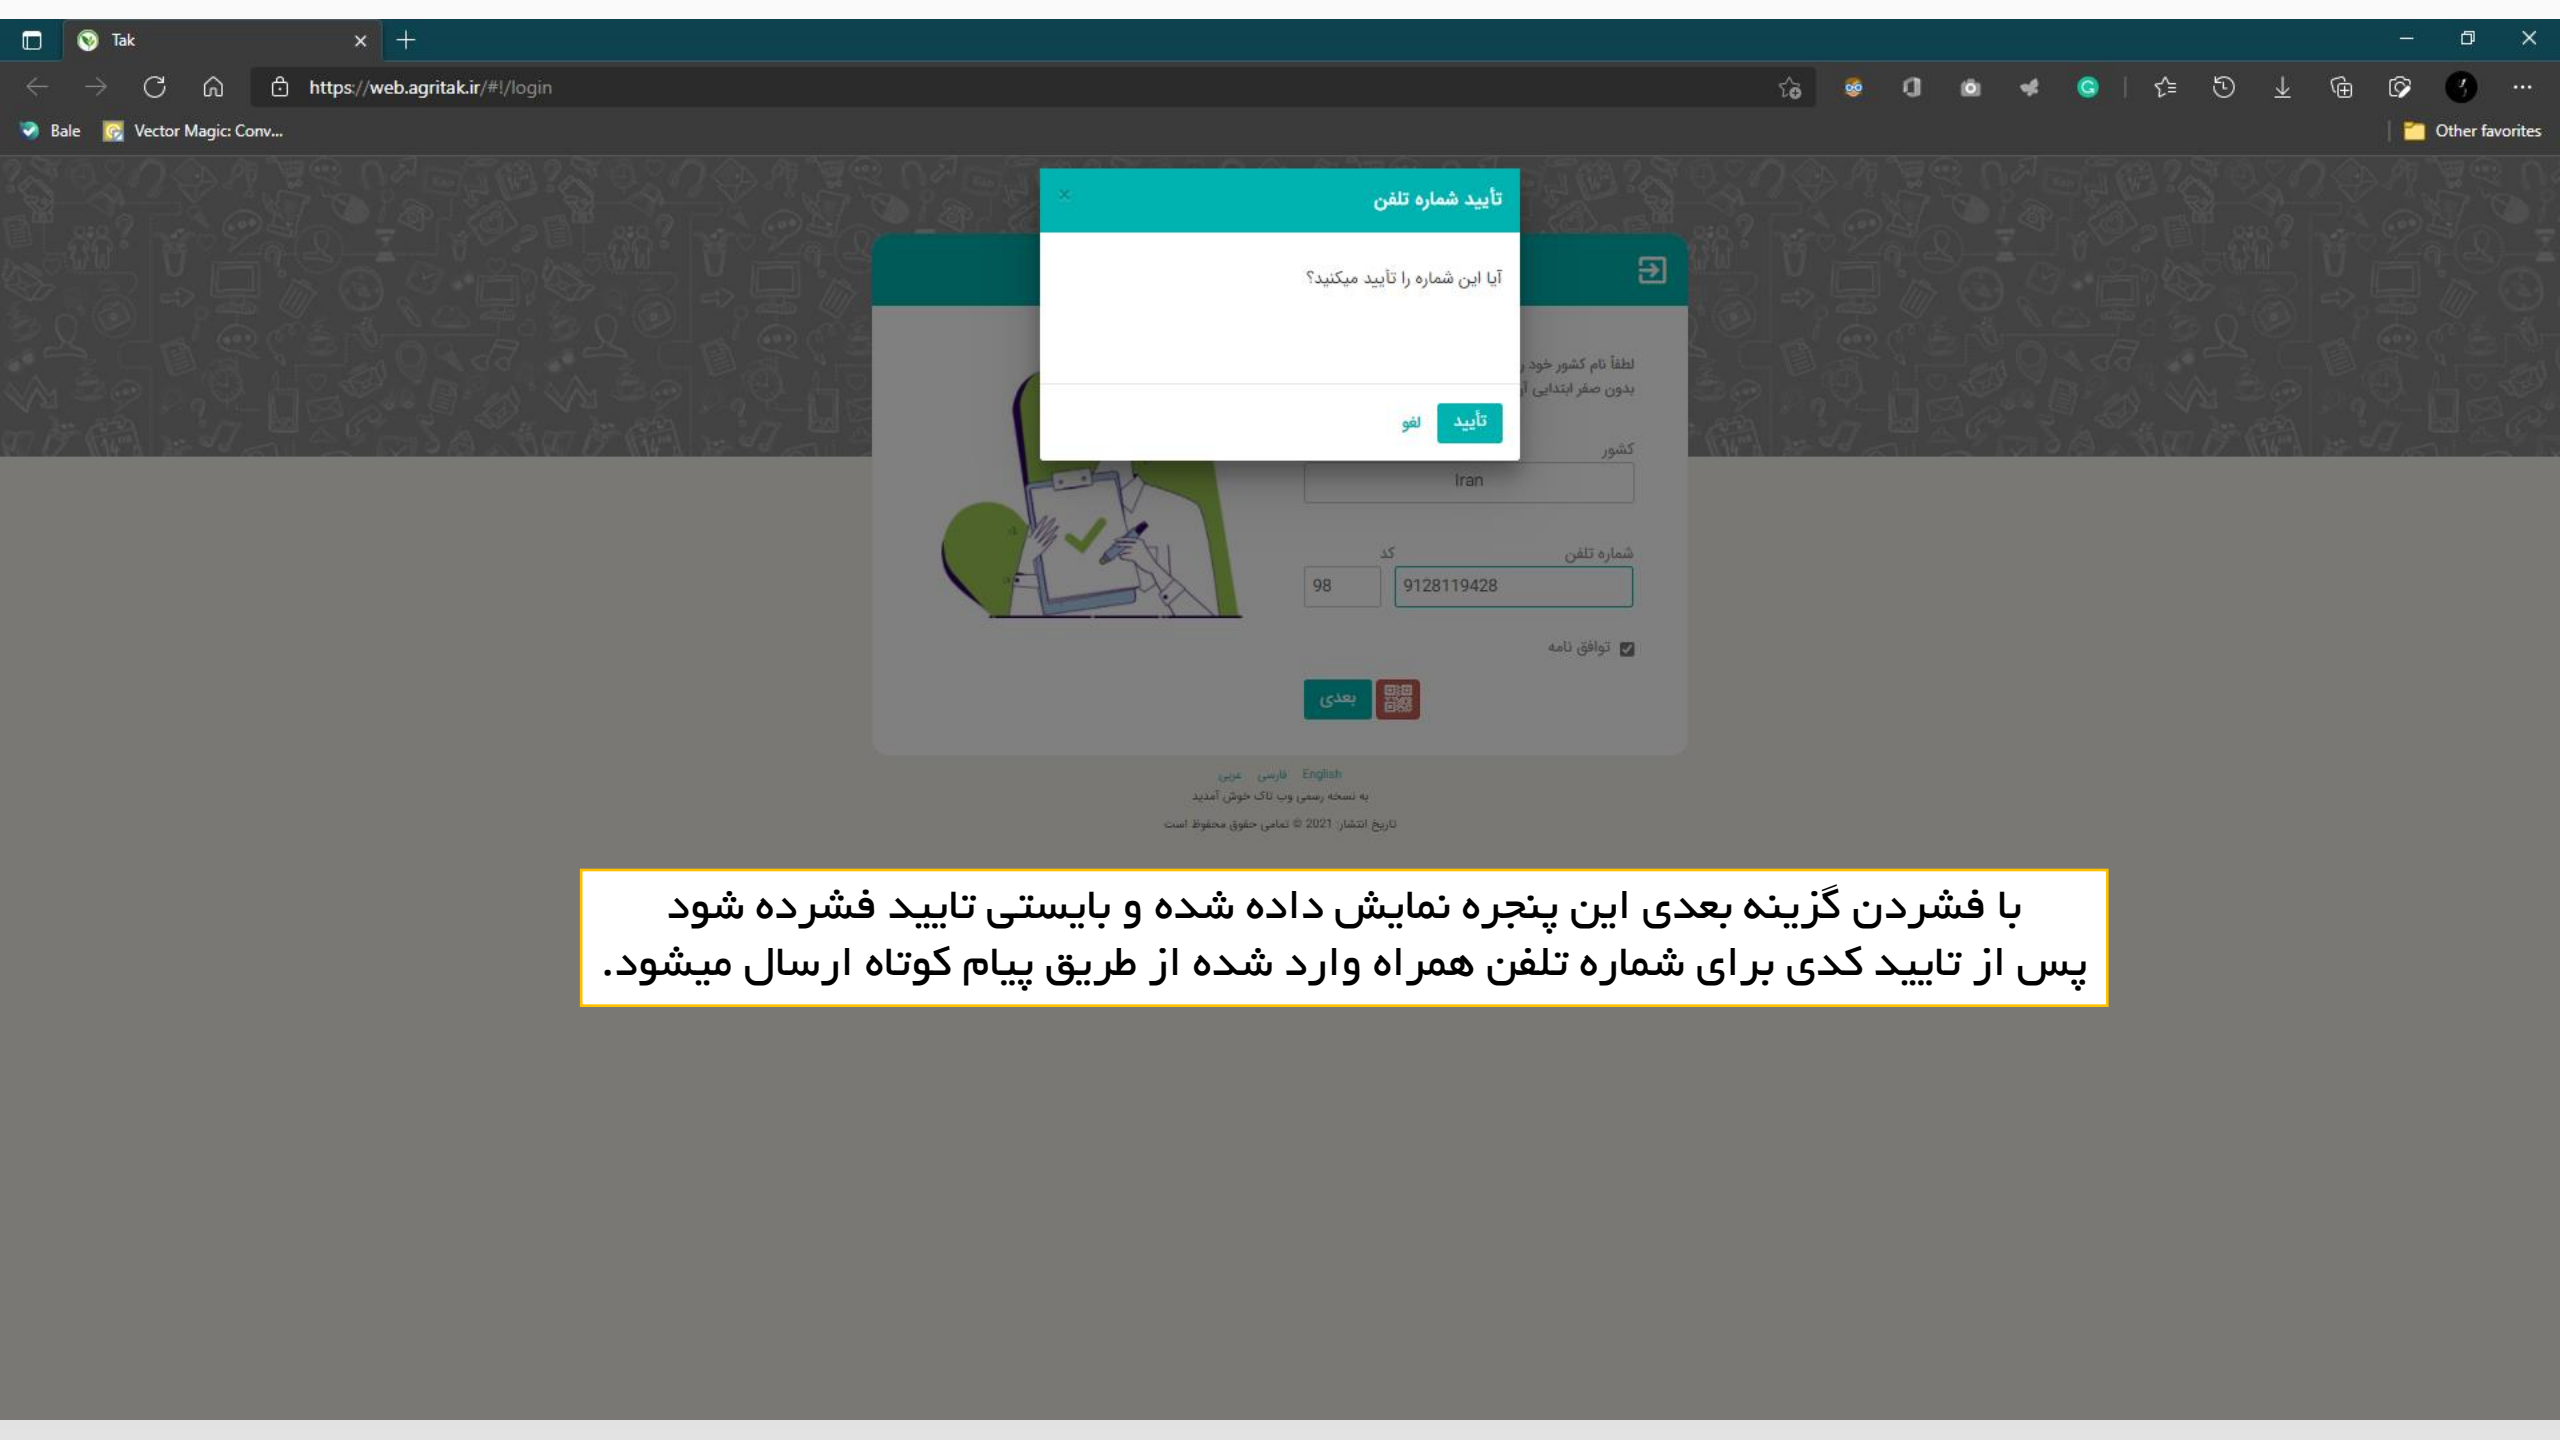 Tak
https://web.agritak.ir/#!/login
Bale
Vector Magic: Conv...
Other favorites
تأیید شماره تلفن
آیا این شماره را تأیید میکنید؟
تأیید لغو
لطفاً نام کشور خود
بدون صفر ابتدایی
کشور
Iran
شماره تلفن کد
98 9128119428
توافق نامه
بعدی
English فارسی عربی
به نسخه رسمی وب تاک خوش آمدید
تاریخ انتشار: 2021 © تمامی حقوق محفوظ است
با فشردن گزینه بعدی این پنجره نمایش داده شده و بایستی تایید فشرده شود
پس از تایید کدی برای شماره تلفن همراه وارد شده از طریق پیام کوتاه ارسال میشود.